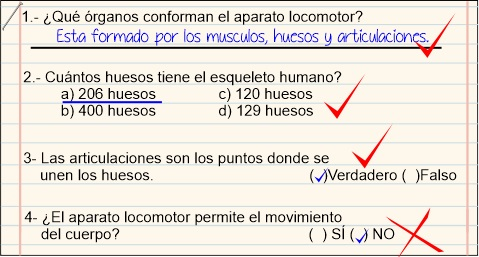 1.- ¿Qué órganos conforman el aparato locomotor?
Esta formado por los musculos, huesos y articulaciones.
2.- Cuántos huesos tiene el esqueleto humano?
a) 206 huesos c) 120 huesos
b) 400 huesos d) 129 huesos
3- Las articulaciones son los puntos donde se
unen los huesos. (✓)Verdadero ( )Falso
4- ¿El aparato locomotor permite el movimiento
del cuerpo? ( ) SÍ (✓) NO